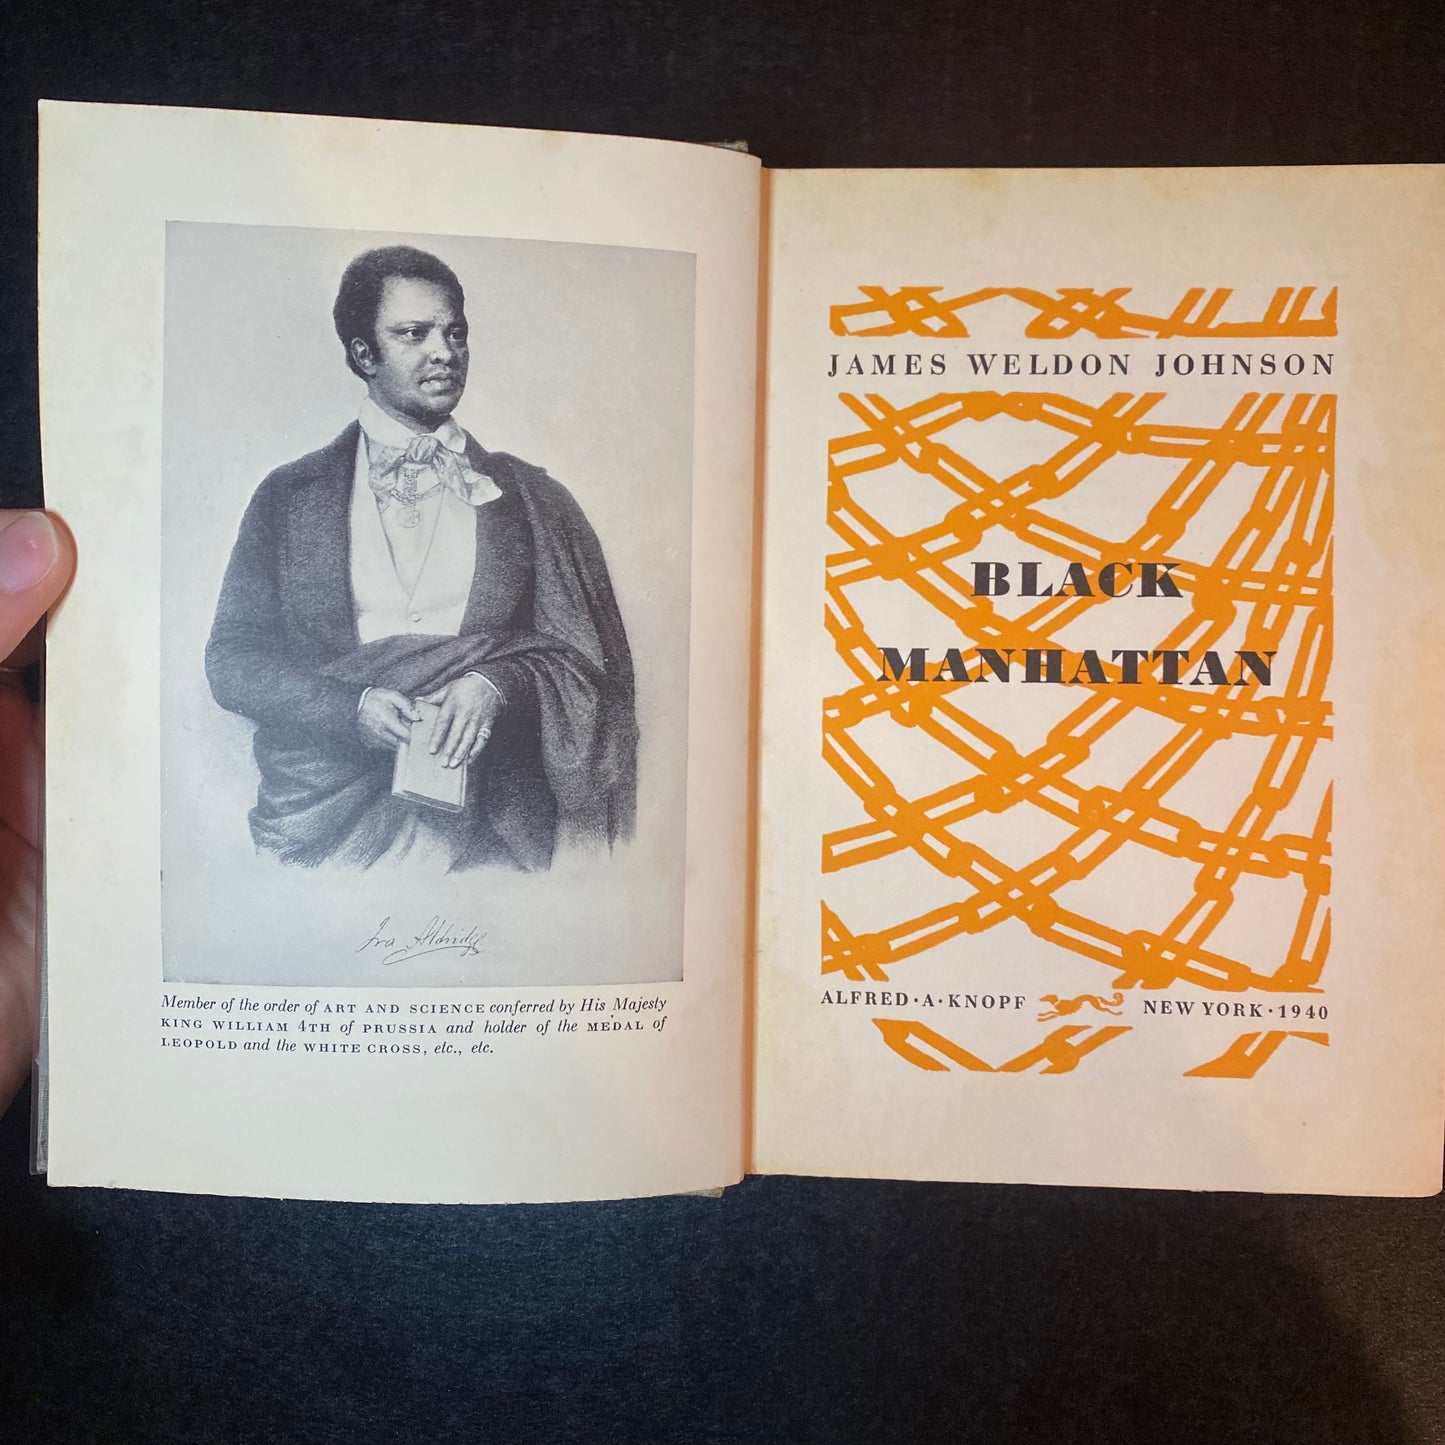 Ira Aldridge
Member of the order of ART AND SCIENCE conferred by His Majesty
KING WILLIAM 4TH of PRUSSIA and holder of the MEDAL of
LEOPOLD and the WHITE CROSS, etc., etc.
JAMES WELDON JOHNSON
BLACK
MANHATTAN
ALFRED·A·KNOPF NEW YORK·1940